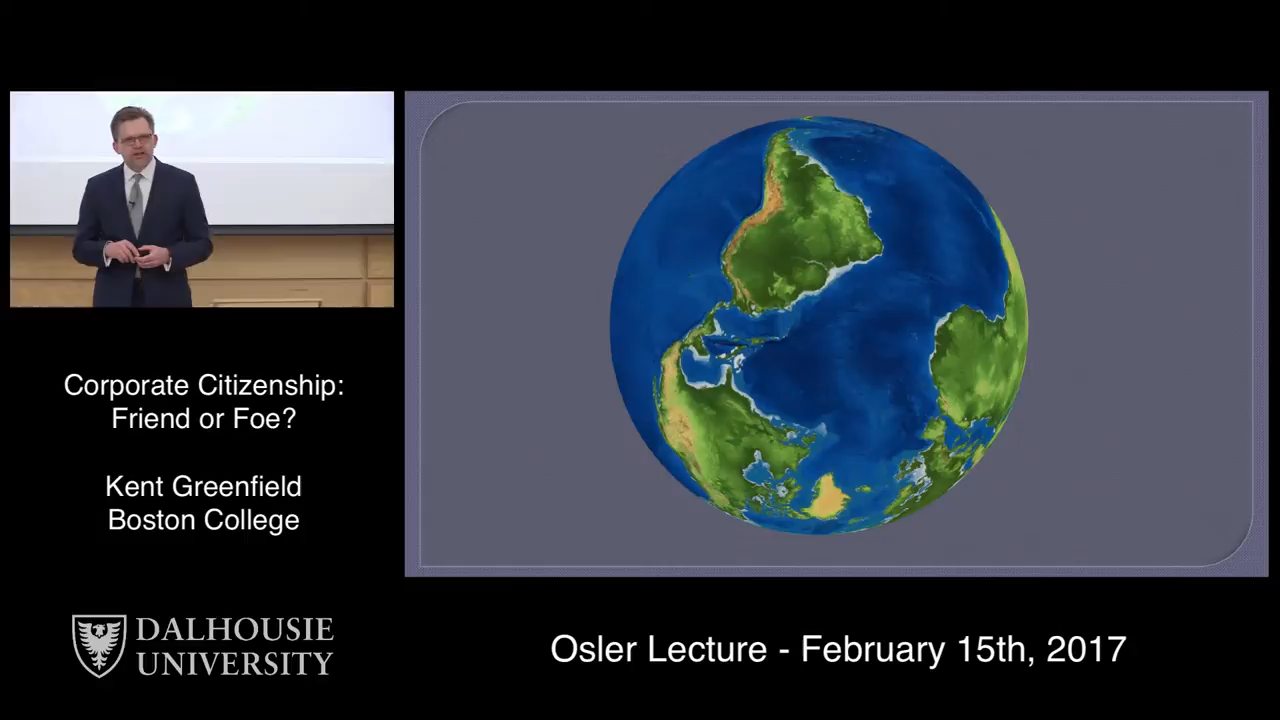 Corporate Citizenship:
Friend or Foe?
Kent Greenfield
Boston College
DALHOUSIE
UNIVERSITY
Osler Lecture - February 15th, 2017